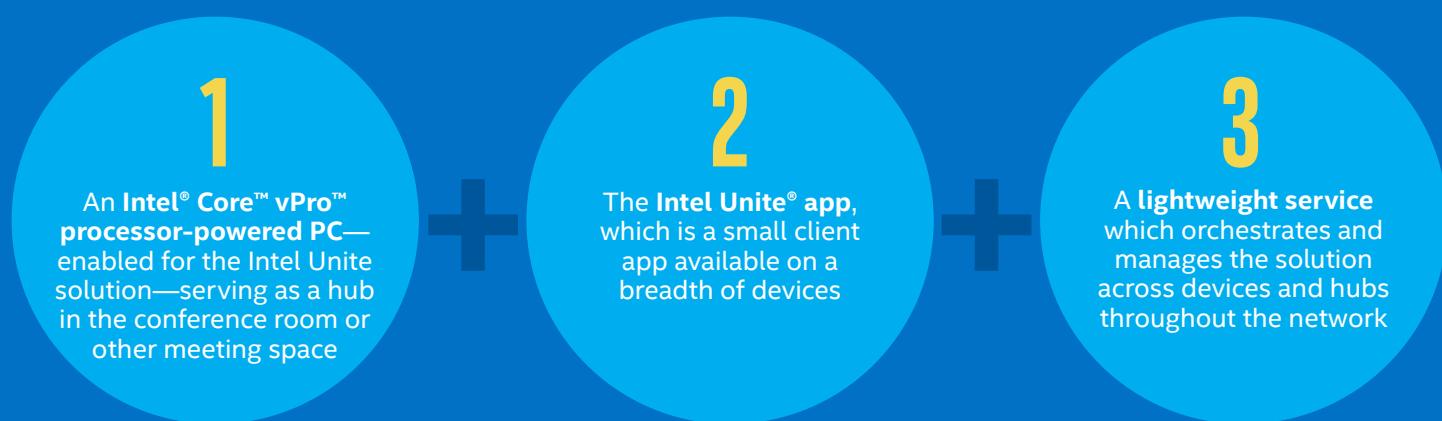 1
An Intel® Core™ vPro™
processor-powered PC—
enabled for the Intel Unite
solution—serving as a hub
in the conference room or
other meeting space
2
The Intel Unite® app,
which is a small client
app available on a
breadth of devices
3
A lightweight service
which orchestrates and
manages the solution
across devices and hubs
throughout the network